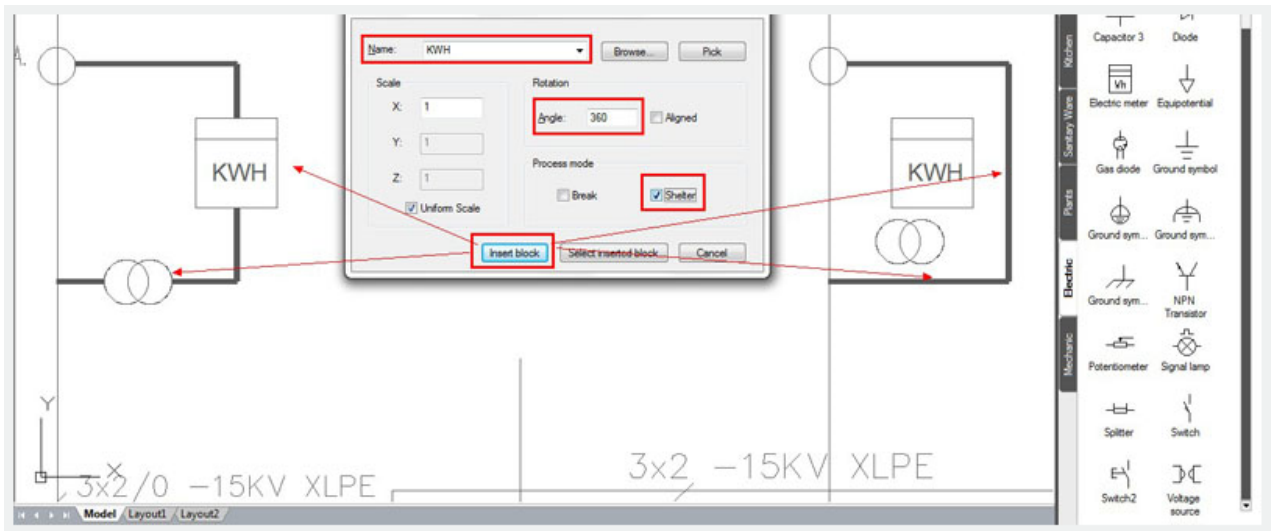 A.
KWH
Name:
KWH
Browse...
Pick
Scale
X:
1
Y:
1
Z:
1
Uniform Scale
Rotation
Angle:
360
Aligned
Process mode
Break
Shelter
Insert block
Select inserted block
Cancel
KWH
Y
X
3x2/0 -15KV XLPE
3x2 -15KV XLPE
Model
Layout1
Layout2
Kitchen
Sanitary Ware
Plants
Electric
Mechanic
Capacitor 3
Diode
Wh
Electric meter
Equipotential
Gas diode
Ground symbol
Ground sym...
Ground sym...
Ground sym...
NPN
Transistor
Potentiometer
Signal lamp
Splitter
Switch
Switch2
Voltage
source